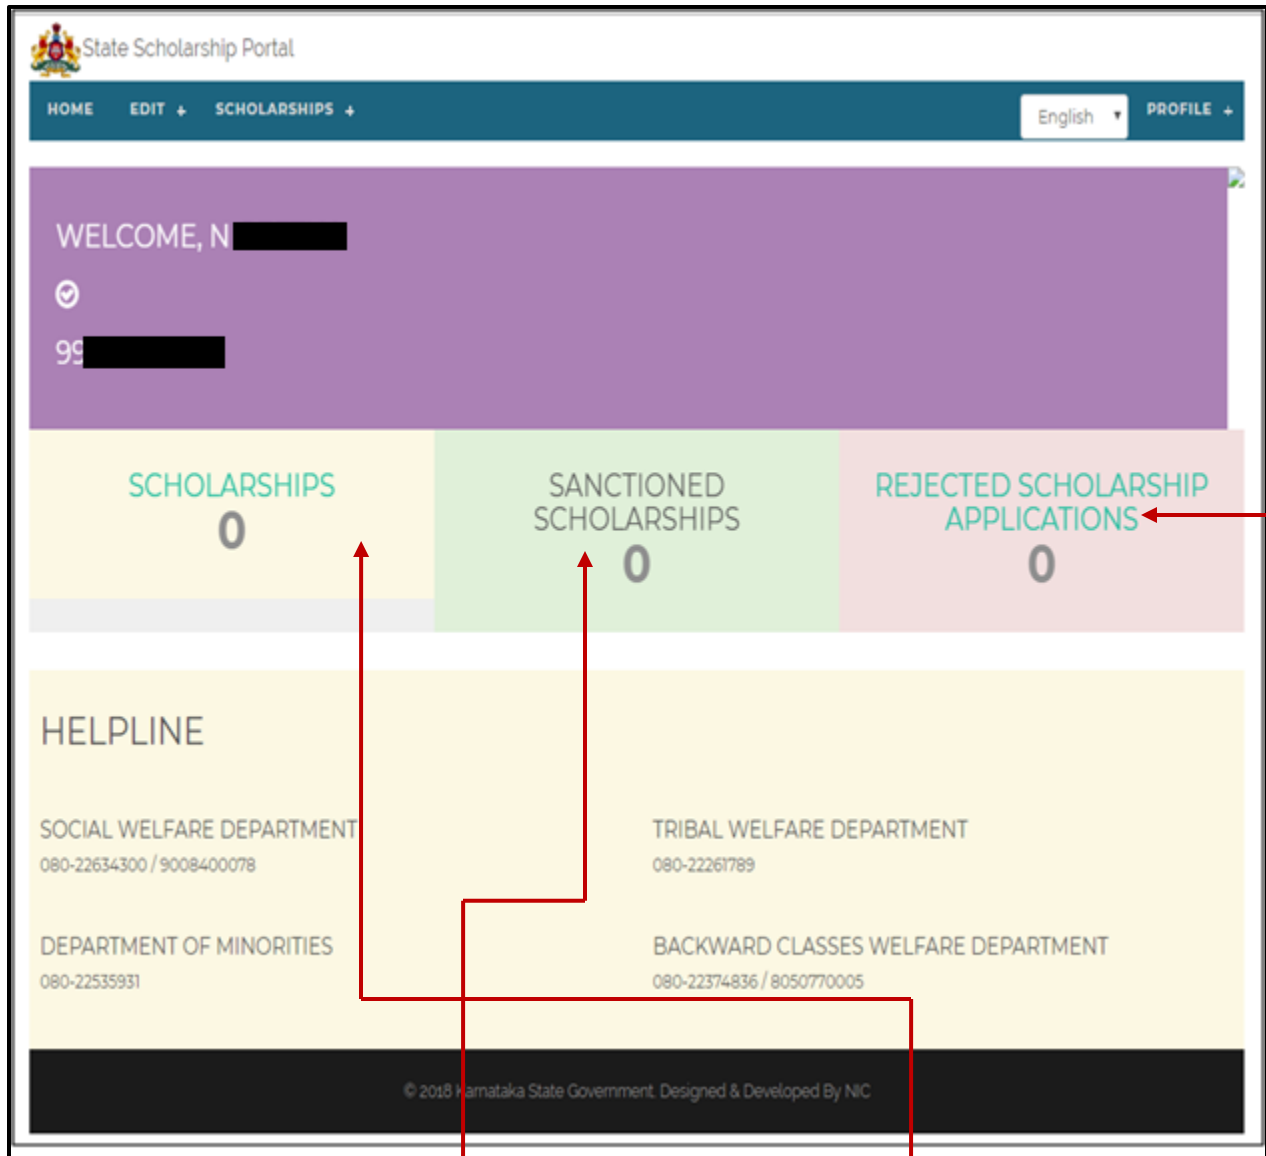 State Scholarship Portal
HOME EDIT + SCHOLARSHIPS + English PROFILE +
WELCOME, N
99
SCHOLARSHIPS
0
SANCTIONED
SCHOLARSHIPS
0
REJECTED SCHOLARSHIP
APPLICATIONS
0
HELPLINE
SOCIAL WELFARE DEPARTMENT
080-22634300 / 9008400078
TRIBAL WELFARE DEPARTMENT
080-22261789
DEPARTMENT OF MINORITIES
080-22535931
BACKWARD CLASSES WELFARE DEPARTMENT
080-22374836 / 8050770005
© 2018 Karnataka State Government. Designed & Developed By NIC